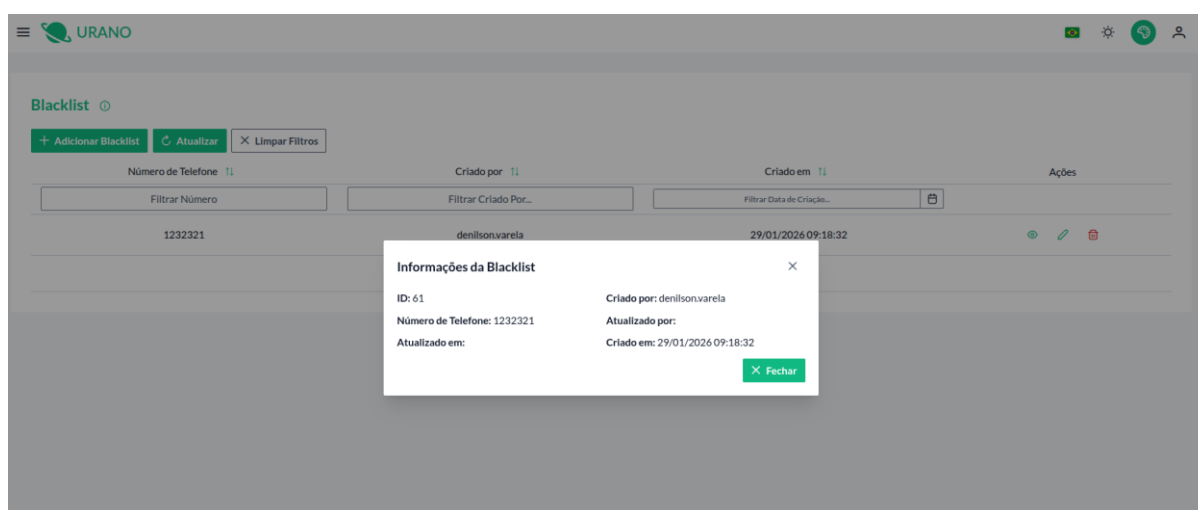 URANO
Blacklist
Adicionar Blacklist Atualizar Limpar Filtros
Número de Telefone Criado por Criado em Ações
Filtrar Número Filtrar Criado Por... Filtrar Data de Criação...
1232321 denilson.varela 29/01/2026 09:18:32
Informações da Blacklist
ID: 61 Criado por: denilson.varela
Número de Telefone: 1232321 Atualizado por:
Atualizado em: Criado em: 29/01/2026 09:18:32
Fechar